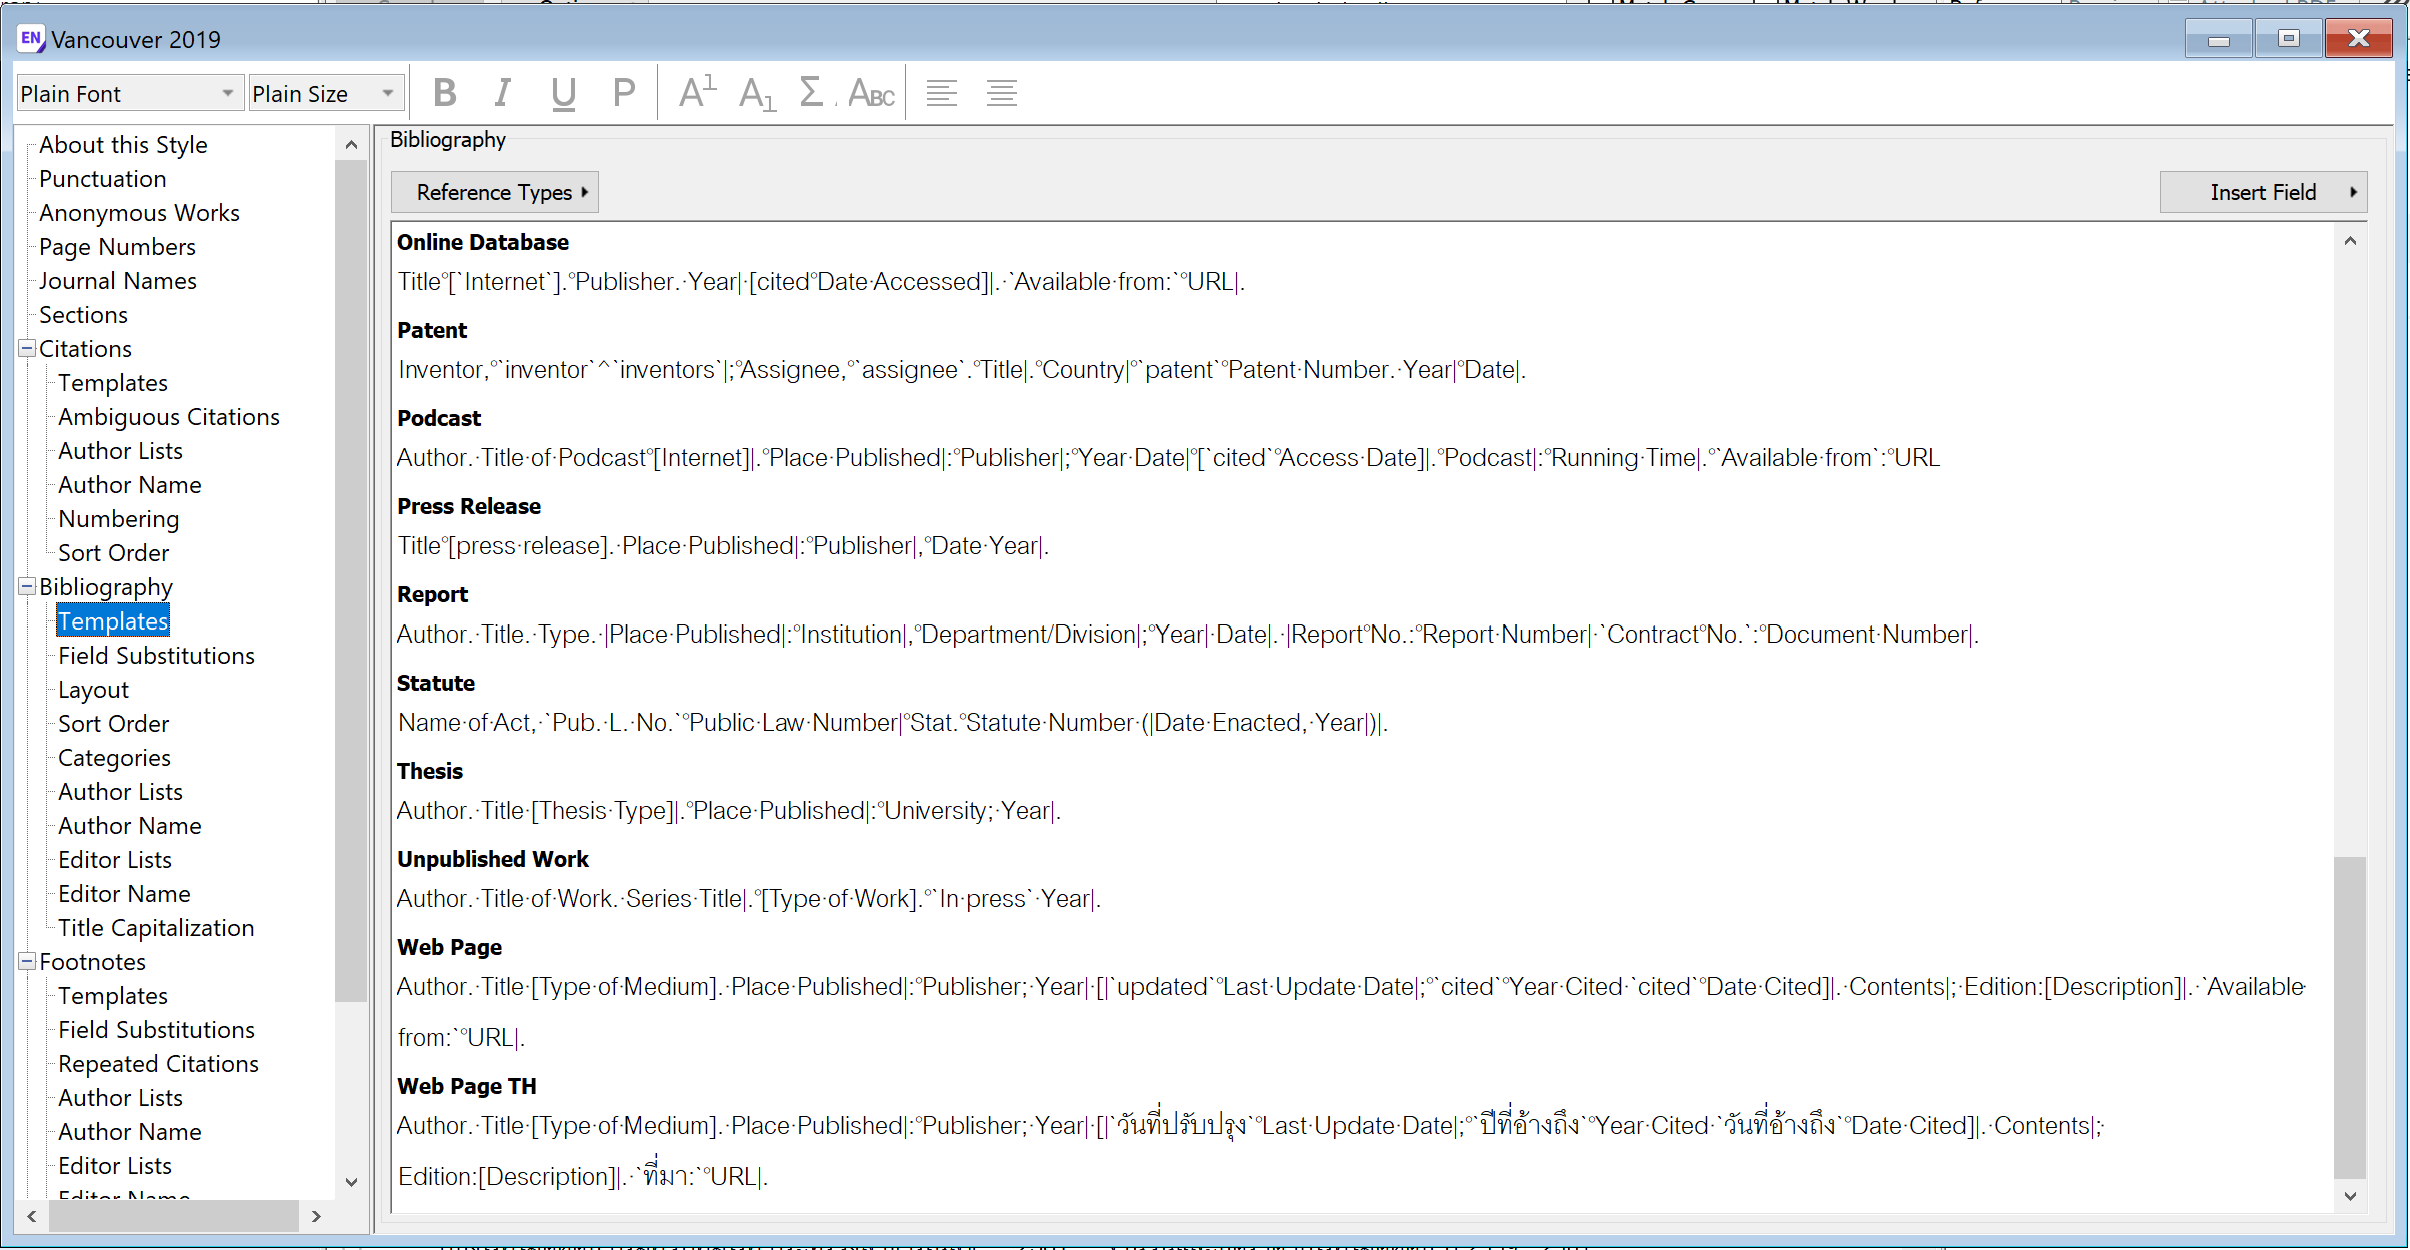 Vancouver 2019
Plain Font Plain Size B I U P A1 A1 Σ ABC
About this Style
Punctuation
Anonymous Works
Page Numbers
Journal Names
Sections
Citations
Templates
Ambiguous Citations
Author Lists
Author Name
Numbering
Sort Order
Bibliography
Templates
Field Substitutions
Layout
Sort Order
Categories
Author Lists
Author Name
Editor Lists
Editor Name
Title Capitalization
Footnotes
Templates
Field Substitutions
Repeated Citations
Author Lists
Author Name
Editor Lists
Editor Name
Bibliography
Reference Types Insert Field
Online Database
Title°[`Internet`].°Publisher.·Year|·[cited°Date·Accessed]|.·`Available·from:`°URL|.
Patent
Inventor,°`inventor`^`inventors`|;°Assignee,°`assignee`.°Title|.°Country|°`patent`°Patent·Number.·Year|°Date|.
Podcast
Author.·Title·of·Podcast°[Internet]|.°Place·Published|:°Publisher|;°Year·Date|°[`cited`°Access·Date]|.°Podcast|:°Running·Time|.°`Available·from`:°URL
Press Release
Title°[press·release].·Place·Published|:°Publisher|,°Date·Year|.
Report
Author.·Title.·Type.·|Place·Published|:°Institution|,°Department/Division|;°Year|·Date|.·|Report°No.:°Report·Number|·`Contract°No.`:°Document·Number|.
Statute
Name·of·Act,·`Pub.·L.·No.`°Public·Law·Number|°Stat.°Statute·Number·(|Date·Enacted,·Year|)|.
Thesis
Author.·Title·[Thesis·Type]|.°Place·Published|:°University;·Year|.
Unpublished Work
Author.·Title·of·Work.·Series·Title|.°[Type·of·Work].°`In·press`·Year|.
Web Page
Author.·Title·[Type·of·Medium].·Place·Published|:°Publisher;·Year|·[|`updated`°Last·Update·Date|;°`cited`°Year·Cited·`cited`°Date·Cited]|.·Contents|;·Edition:[Description]|.·`Available·
from:`°URL|.
Web Page TH
Author.·Title·[Type·of·Medium].·Place·Published|:°Publisher;·Year|·[|`วันที่ปรับปรุง`°Last·Update·Date|;°`ปีที่อ้างถึง`°Year·Cited·`วันที่อ้างถึง`°Date·Cited]|.·Contents|;·
Edition:[Description]|.·`ที่มา:`°URL|.